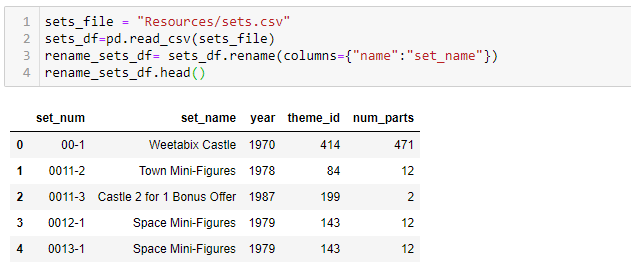 1 sets_file = "Resources/sets.csv"
2 sets_df=pd.read_csv(sets_file)
3 rename_sets_df= sets_df.rename(columns={"name":"set_name"})
4 rename_sets_df.head()
set_num set_name year theme_id num_parts
0 00-1 Weetabix Castle 1970 414 471
1 0011-2 Town Mini-Figures 1978 84 12
2 0011-3 Castle 2 for 1 Bonus Offer 1987 199 2
3 0012-1 Space Mini-Figures 1979 143 12
4 0013-1 Space Mini-Figures 1979 143 12